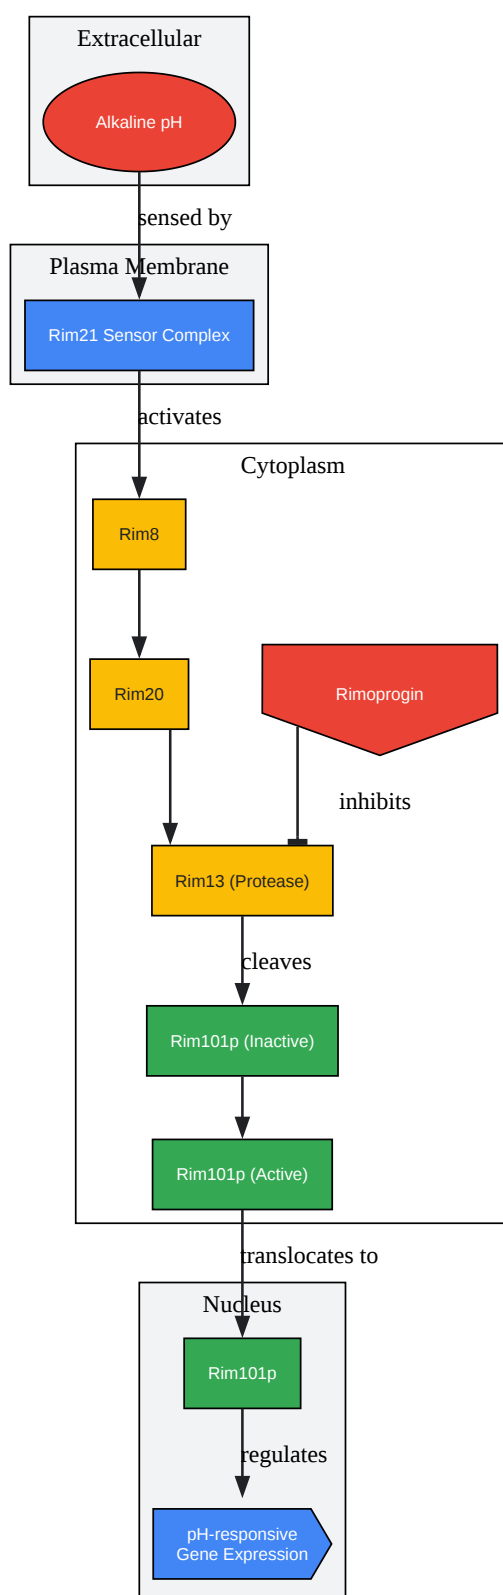 Extracellular
Alkaline pH
sensed by
Plasma Membrane
Rim21 Sensor Complex
activates
Cytoplasm
Rim8
Rim20
Rimoprogin
inhibits
Rim13 (Protease)
cleaves
Rim101p (Inactive)
Rim101p (Active)
translocates to
Nucleus
Rim101p
regulates
pH-responsive
Gene Expression